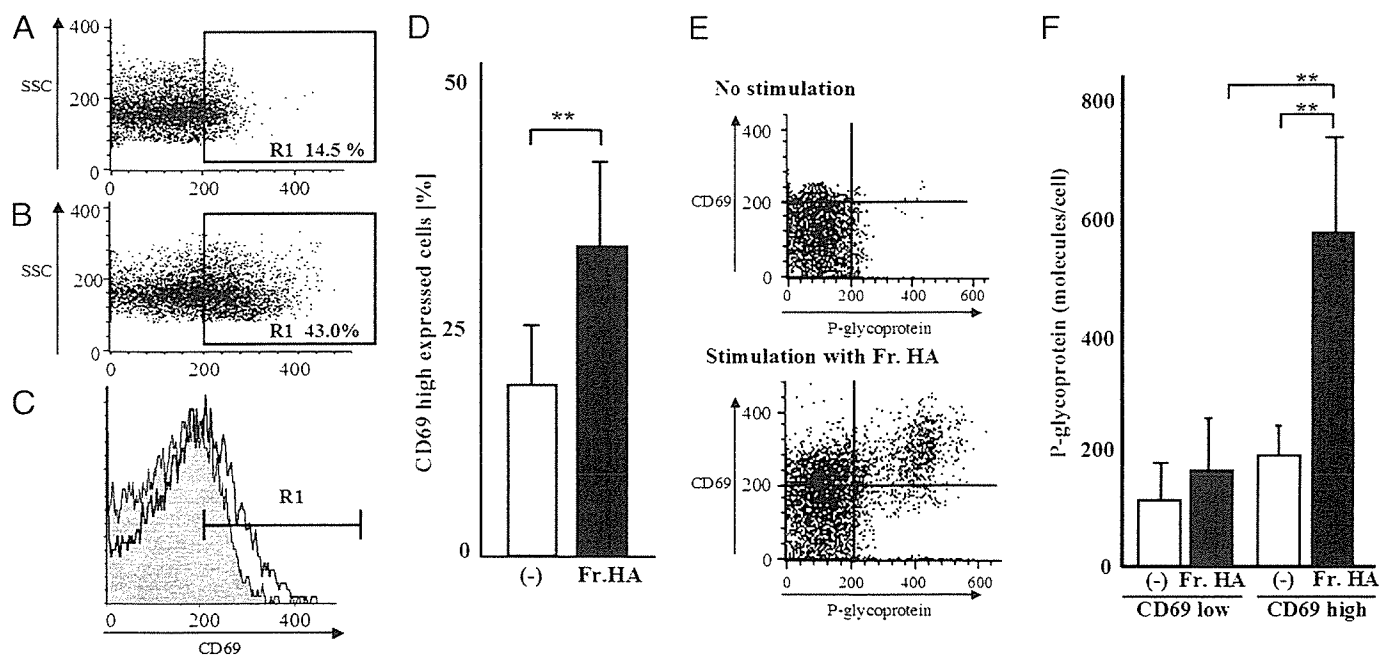 A
SSC
400
200
0
R1 14.5 %
0 200 400
B
SSC
400
200
0
R1 43.0%
0 200 400
C
R1
0 200 400
CD69
D
CD69 high expressed cells [%]
50
25
0
**
(-) Fr.HA
E
No stimulation
CD69
400
200
0
0 200 400 600
P-glycoprotein
Stimulation with Fr. HA
CD69
400
200
0
0 200 400 600
P-glycoprotein
F
P-glycoprotein (molecules/cell)
800
600
400
200
0
**
**
(-) Fr. HA (-) Fr. HA
CD69 low CD69 high